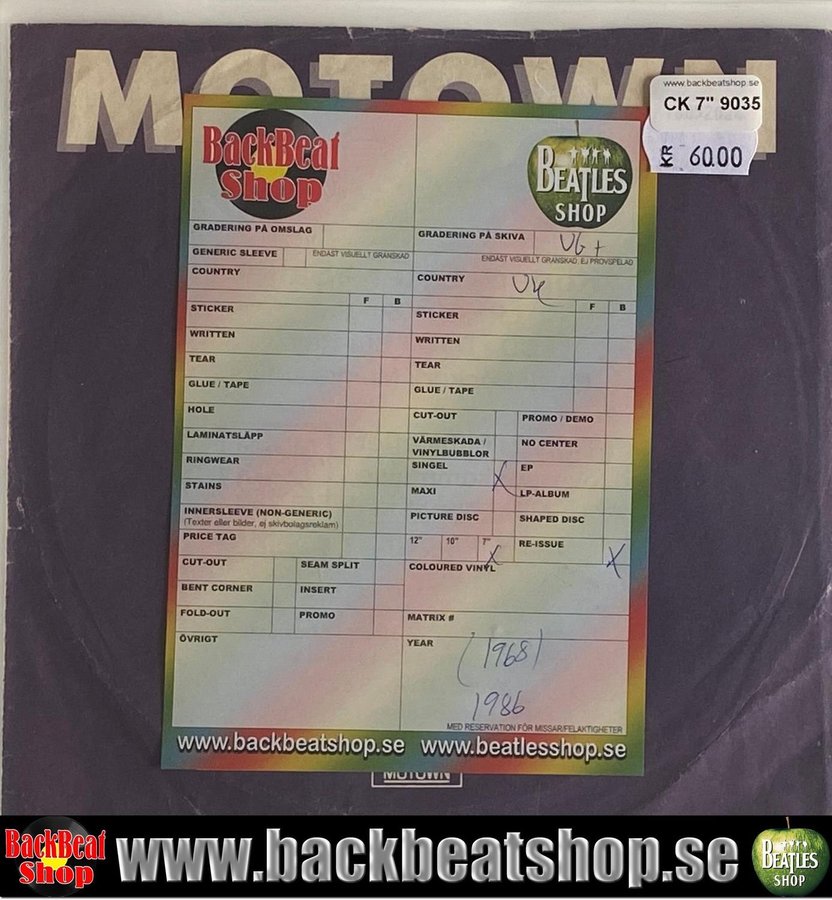 MOTOWN
www.backbeatshop.se
CK 7" 9035
KR 60.00
BackBeat
Shop
BEATLES
SHOP
GRADERING PÅ OMSLAG
GENERIC SLEEVE
ENDAST VISUELLT GRANSKAD
COUNTRY
F B
STICKER
WRITTEN
TEAR
GLUE / TAPE
HOLE
LAMINATSLÄPP
RINGWEAR
STAINS
INNERSLEEVE (NON-GENERIC)
(Texter eller bilder, ej skivbolagsreklam)
PRICE TAG
CUT-OUT SEAM SPLIT
BENT CORNER INSERT
FOLD-OUT PROMO
ÖVRIGT
GRADERING PÅ SKIVA VG+
ENDAST VISUELLT GRANSKAD, EJ PROVSPELAD
COUNTRY UK
F B
STICKER
WRITTEN
TEAR
GLUE / TAPE
CUT-OUT PROMO / DEMO
VÄRMESKADA /
VINYLBUBBLOR
NO CENTER
SINGEL X EP
MAXI LP-ALBUM
PICTURE DISC SHAPED DISC
12" 10" 7" X RE-ISSUE X
COLOURED VINYL
MATRIX #
YEAR (1968)
1986
MED RESERVATION FÖR MISSAR/FELAKTIGHETER
www.backbeatshop.se www.beatlesshop.se
MOTOWN
BackBeat
Shop
www.backbeatshop.se
BEATLES
SHOP